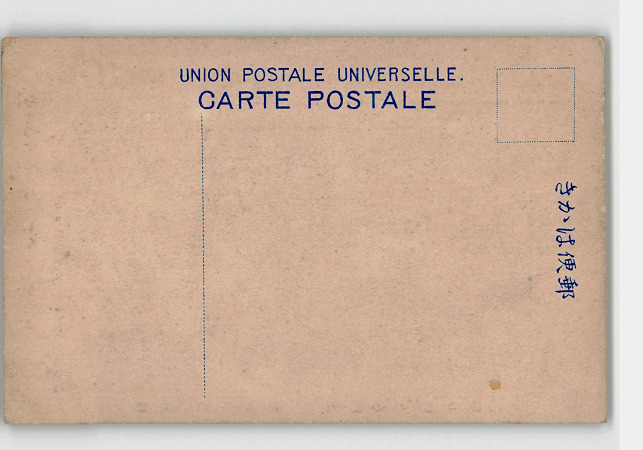 UNION POSTALE UNIVERSELLE.
CARTE POSTALE
郵便はかき